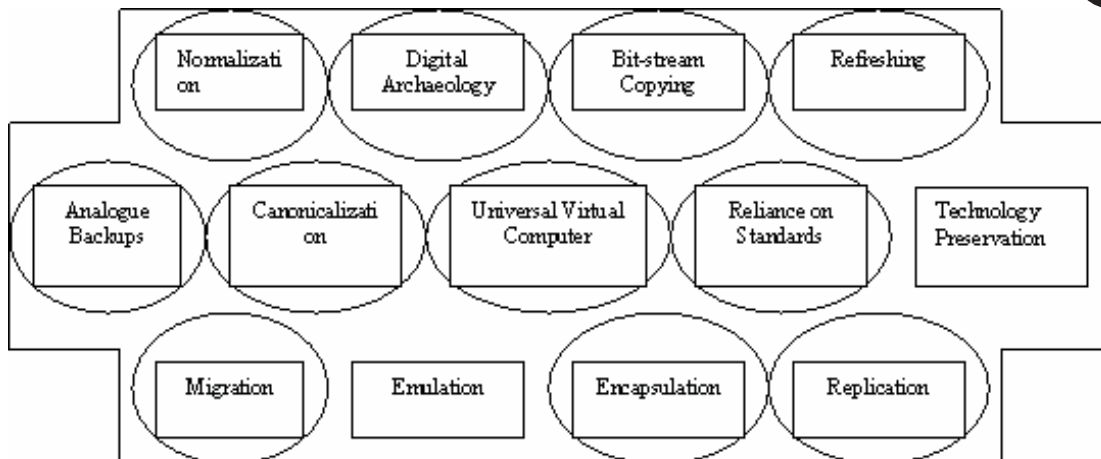 Normalizati
on
Digital
Archaeology
Bit-stream
Copying
Refreshing
Analogue
Backups
Canonicalizati
on
Universal Virtual
Computer
Reliance on
Standards
Technology
Preservation
Migration
Emulation
Encapsulation
Replication